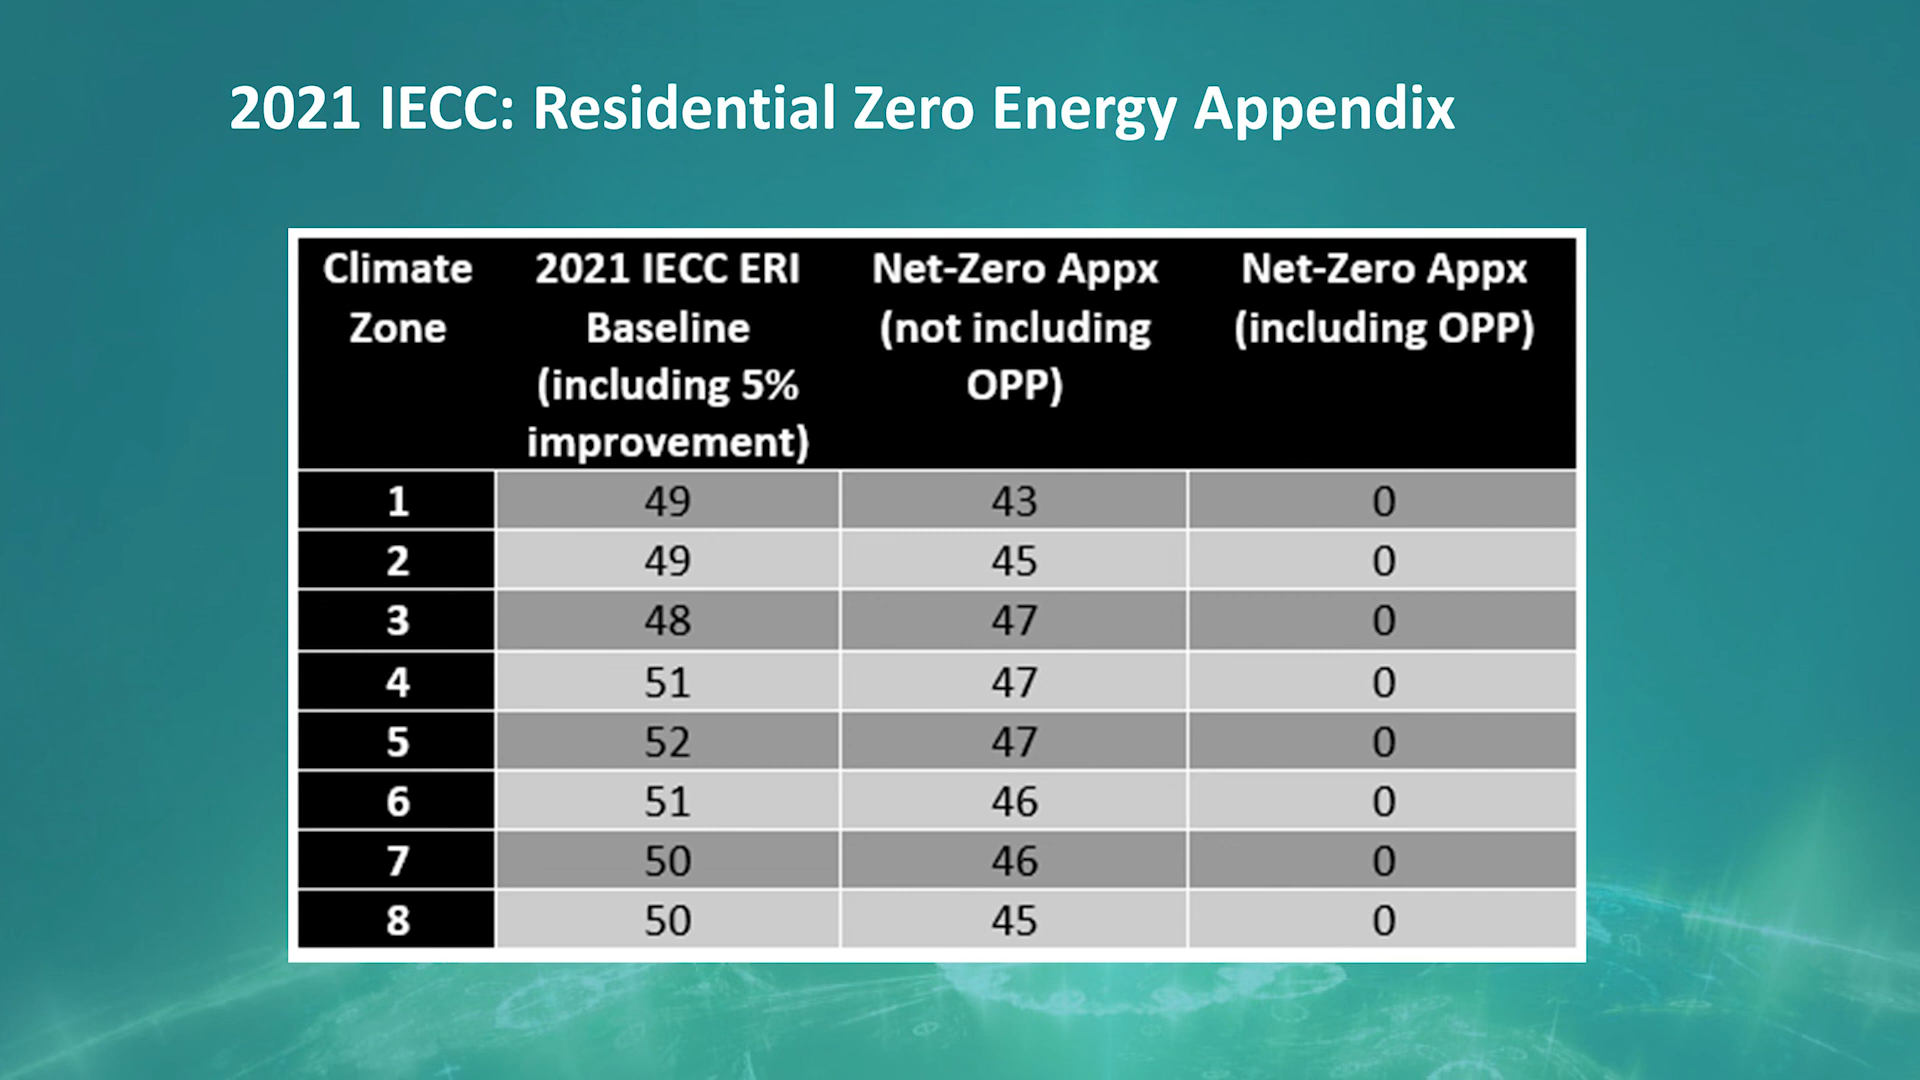 2021 IECC: Residential Zero Energy Appendix
Climate Zone | 2021 IECC ERI Baseline (including 5% improvement) | Net-Zero Appx (not including OPP) | Net-Zero Appx (including OPP)
1 | 49 | 43 | 0
2 | 49 | 45 | 0
3 | 48 | 47 | 0
4 | 51 | 47 | 0
5 | 52 | 47 | 0
6 | 51 | 46 | 0
7 | 50 | 46 | 0
8 | 50 | 45 | 0